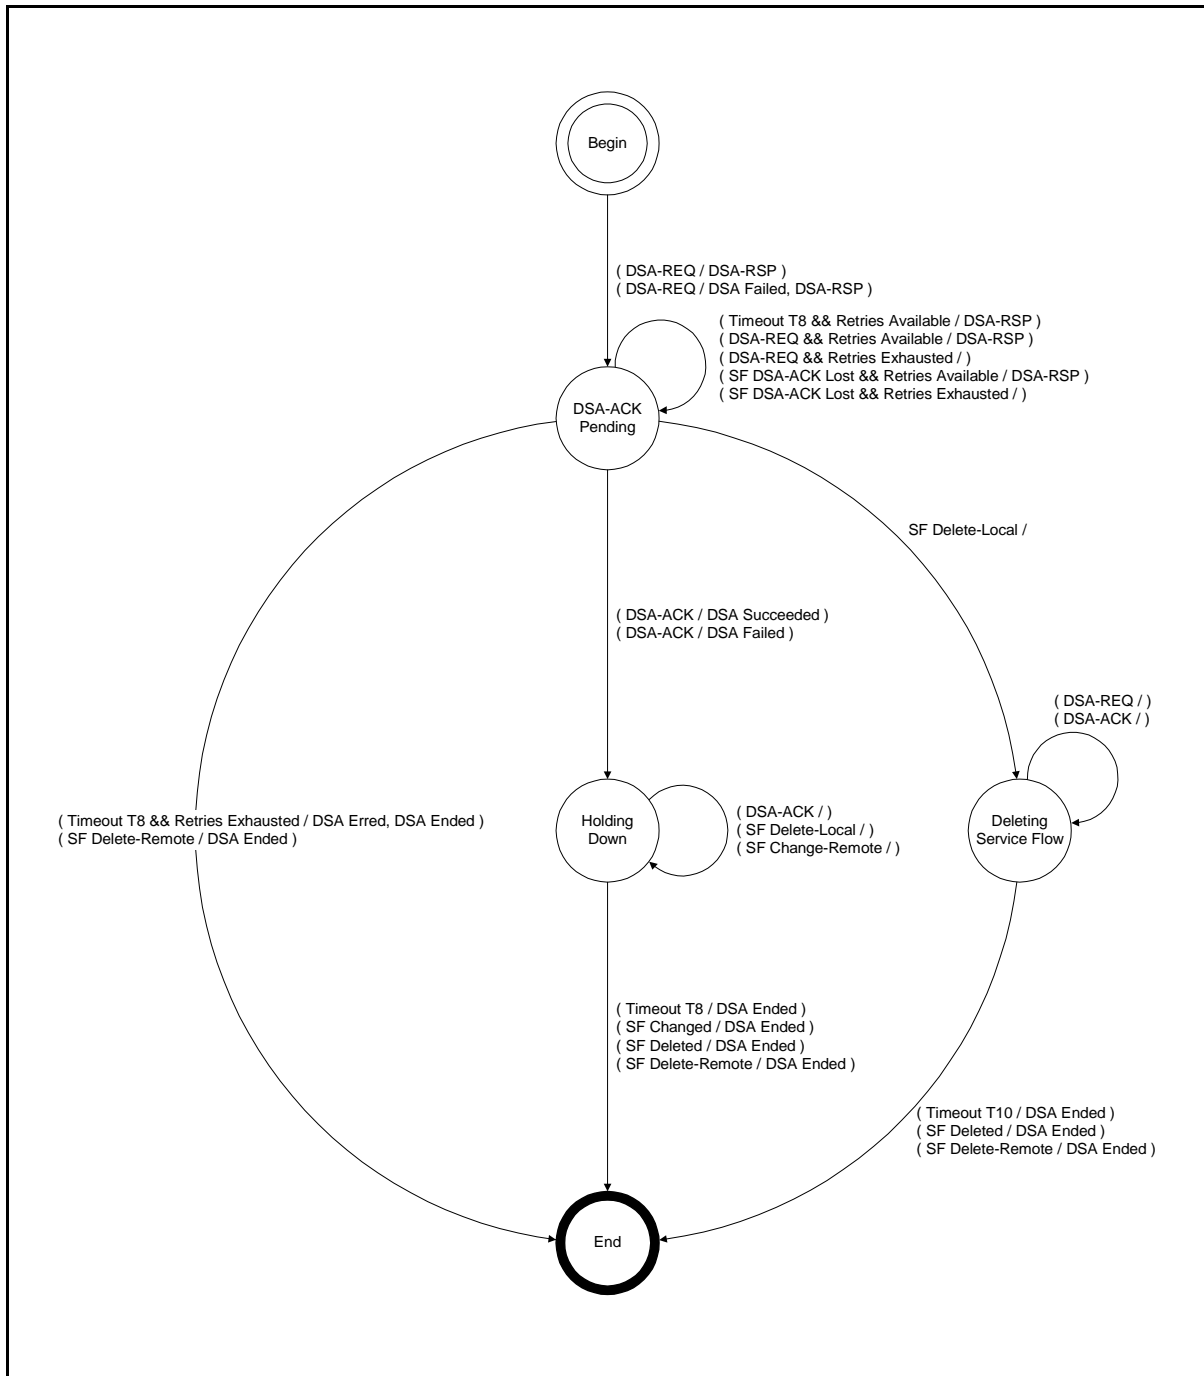 Begin
( DSA-REQ / DSA-RSP )
( DSA-REQ / DSA Failed, DSA-RSP )
( Timeout T8 && Retries Available / DSA-RSP )
( DSA-REQ && Retries Available / DSA-RSP )
( DSA-REQ && Retries Exhausted / )
( SF DSA-ACK Lost && Retries Available / DSA-RSP )
( SF DSA-ACK Lost && Retries Exhausted / )
DSA-ACK
Pending
SF Delete-Local /
( DSA-ACK / DSA Succeeded )
( DSA-ACK / DSA Failed )
( DSA-REQ / )
( DSA-ACK / )
( Timeout T8 && Retries Exhausted / DSA Erred, DSA Ended )
( SF Delete-Remote / DSA Ended )
Holding
Down
( DSA-ACK / )
( SF Delete-Local / )
( SF Change-Remote / )
Deleting
Service Flow
( Timeout T8 / DSA Ended )
( SF Changed / DSA Ended )
( SF Deleted / DSA Ended )
( SF Delete-Remote / DSA Ended )
( Timeout T10 / DSA Ended )
( SF Deleted / DSA Ended )
( SF Delete-Remote / DSA Ended )
End